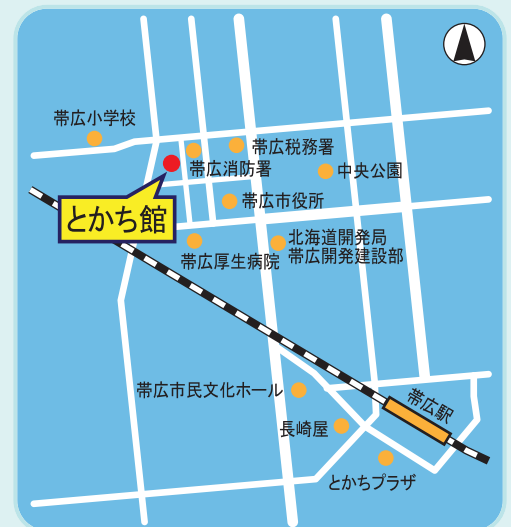 帯広小学校
帯広税務署
帯広消防署
中央公園
とかち館
帯広市役所
北海道開発局
帯広開発建設部
帯広厚生病院
帯広市民文化ホール
帯広駅
長崎屋
とかちプラザ